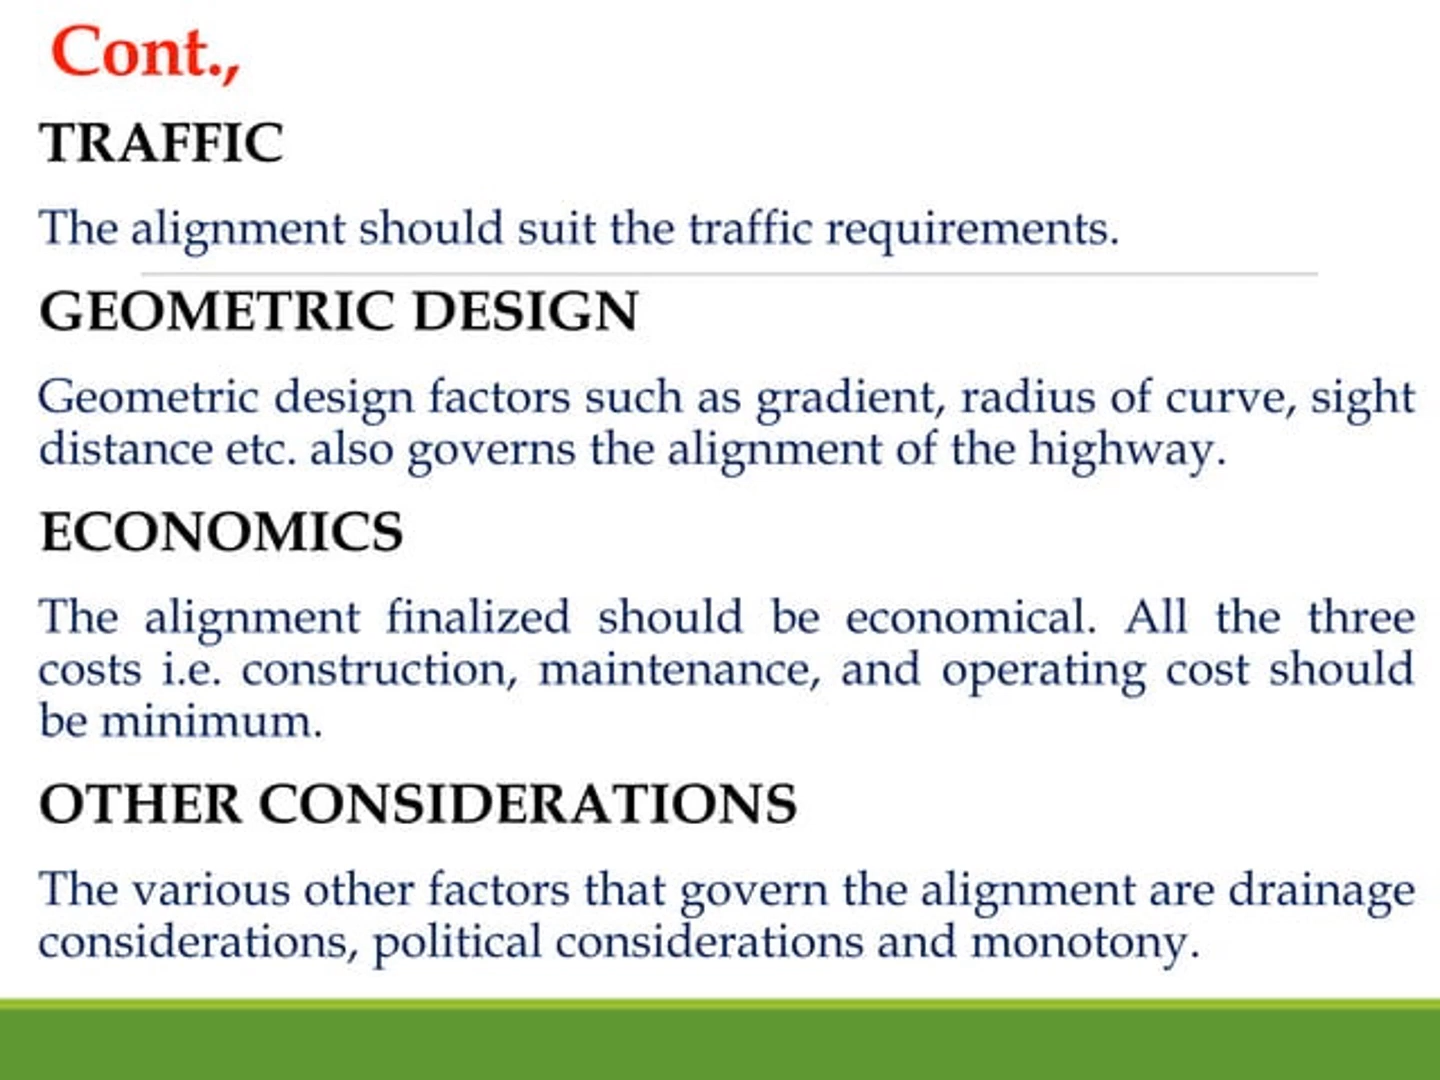 Cont.,
TRAFFIC
The alignment should suit the traffic requirements.
GEOMETRIC DESIGN
Geometric design factors such as gradient, radius of curve, sight
distance etc. also governs the alignment of the highway.
ECONOMICS
The alignment finalized should be economical. All the three
costs i.e. construction, maintenance, and operating cost should
be minimum.
OTHER CONSIDERATIONS
The various other factors that govern the alignment are drainage
considerations, political considerations and monotony.